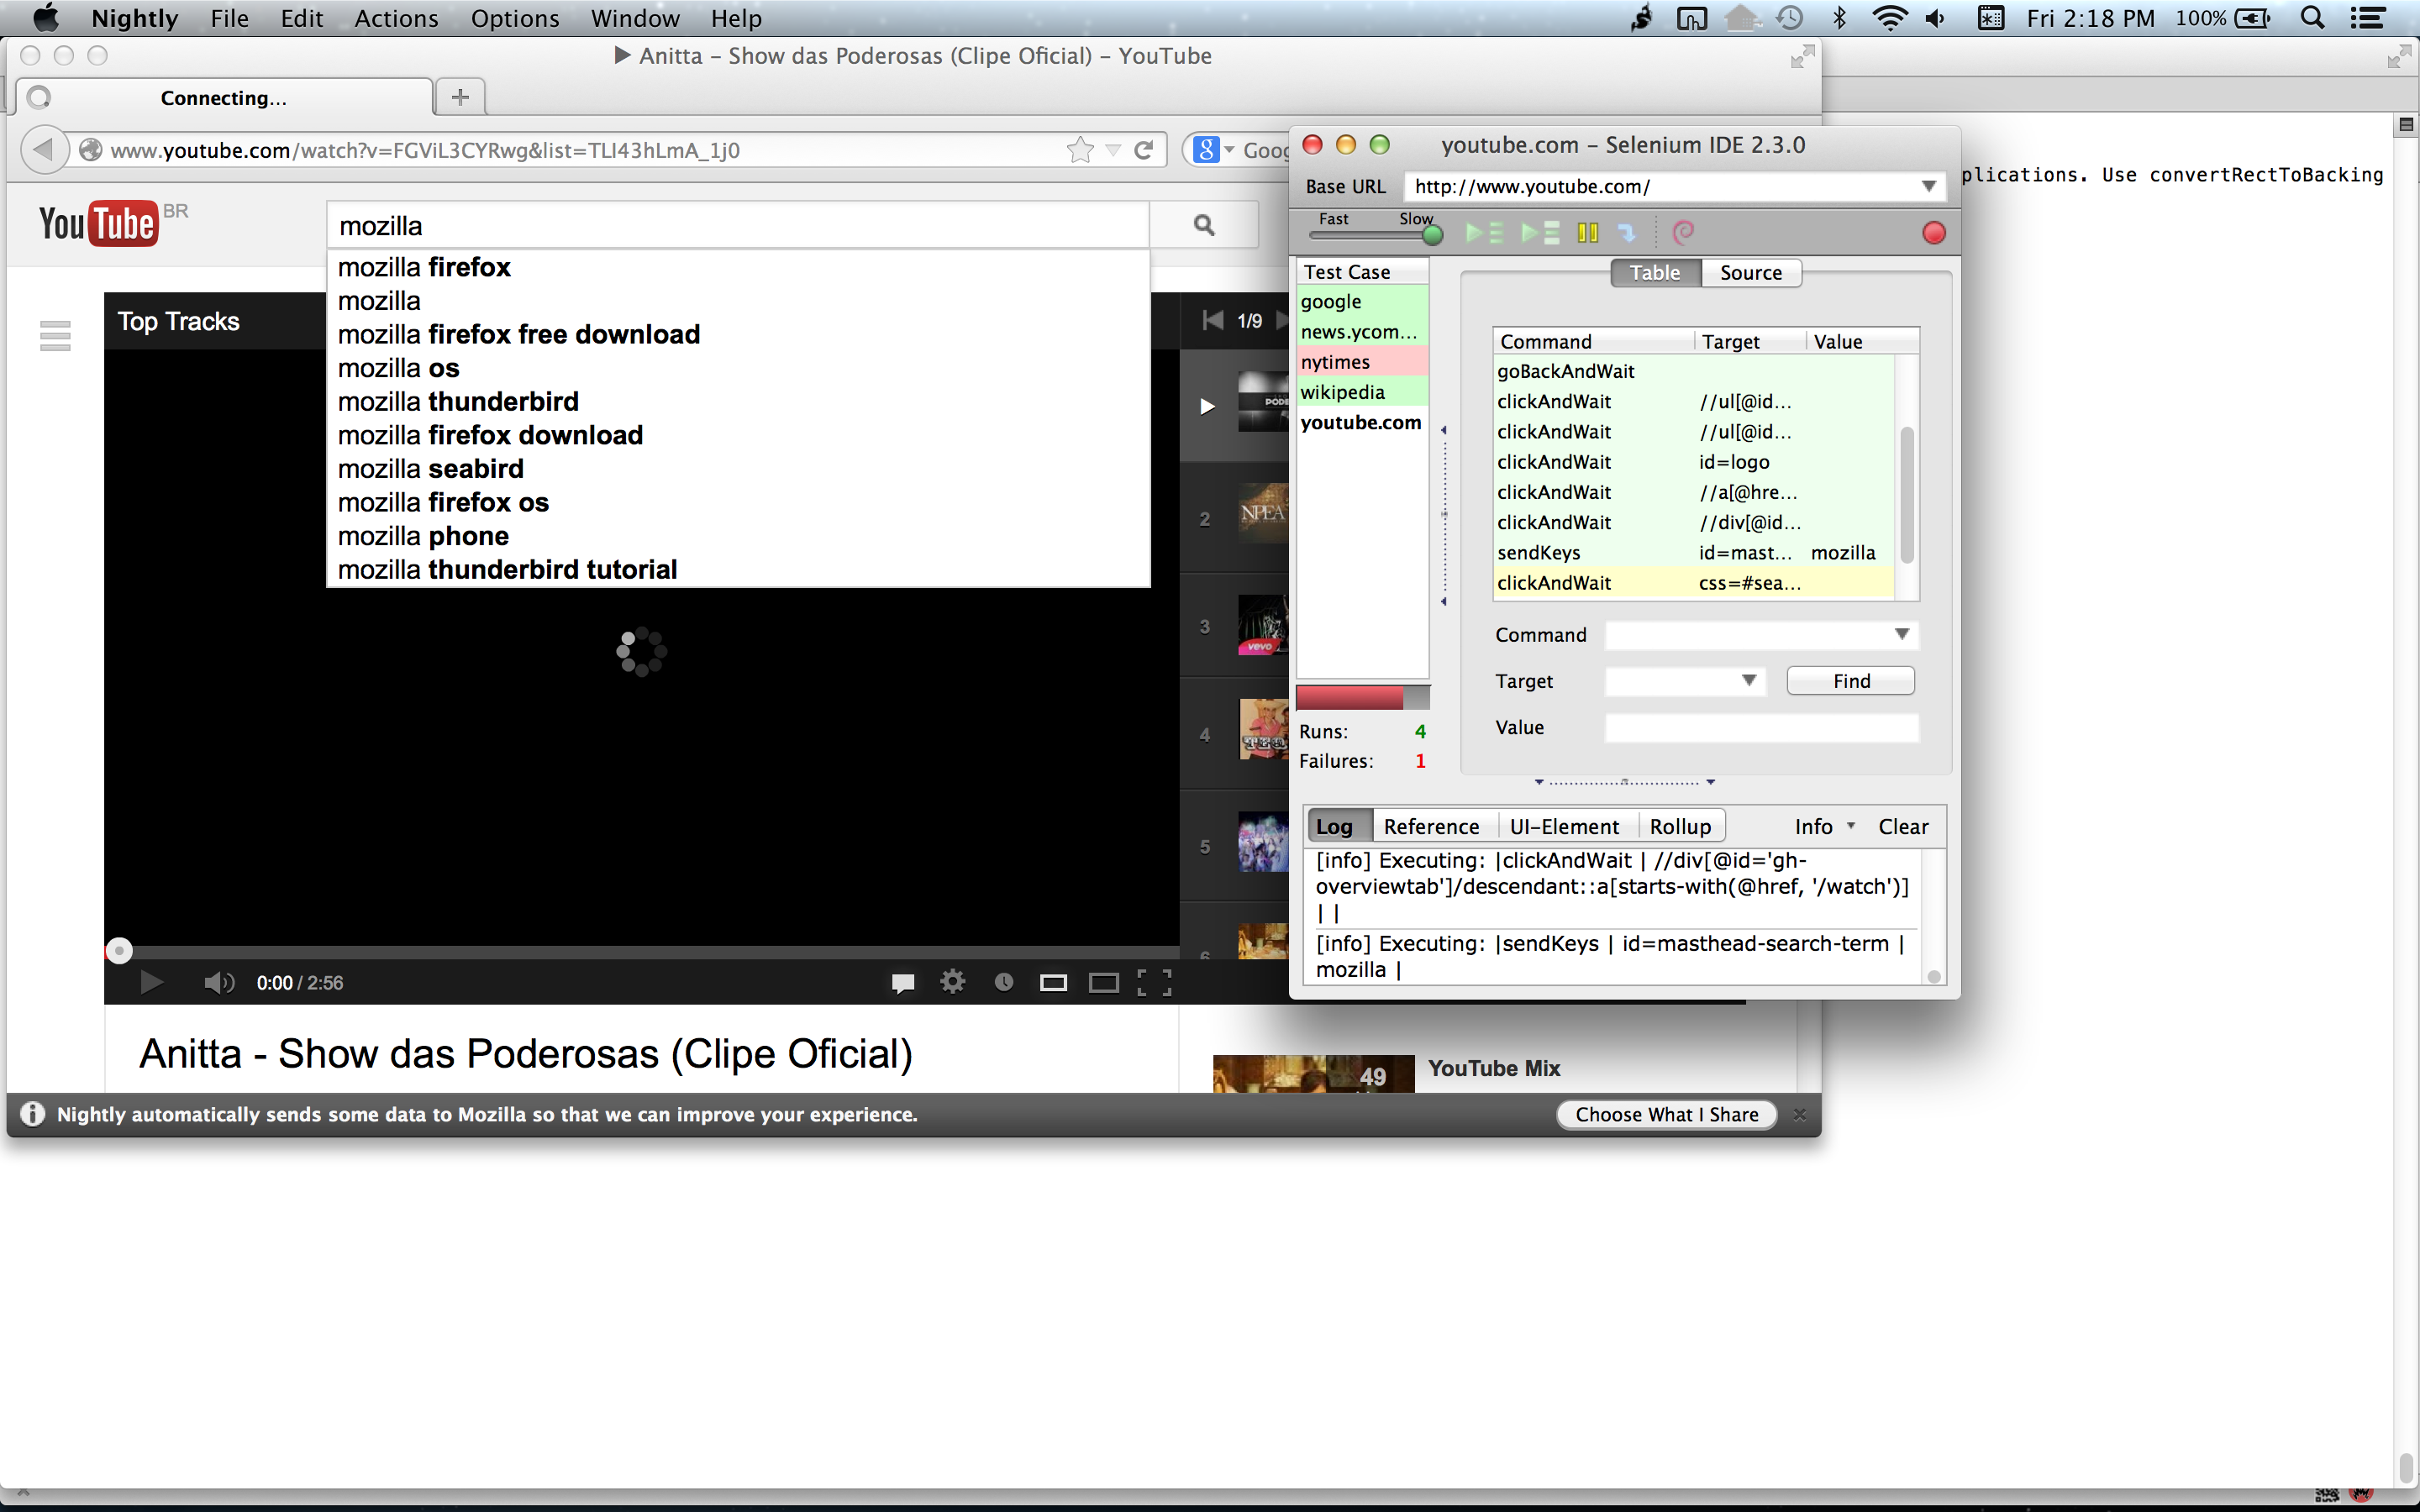 Nightly File Edit Actions Options Window Help
Fri 2:18 PM 100%
▶ Anitta - Show das Poderosas (Clipe Oficial) - YouTube
Connecting...
www.youtube.com/watch?v=FGViL3CYRwg&list=TLI43hLmA_1j0
YouTube BR
mozilla
mozilla firefox
mozilla
mozilla firefox free download
mozilla os
mozilla thunderbird
mozilla firefox download
mozilla seabird
mozilla firefox os
mozilla phone
mozilla thunderbird tutorial
Top Tracks
1/9
2
3
vevo
4
5
6
0:00 / 2:56
Anitta - Show das Poderosas (Clipe Oficial)
49
YouTube Mix
Nightly automatically sends some data to Mozilla so that we can improve your experience.
Choose What I Share
plications. Use convertRectToBacking
youtube.com - Selenium IDE 2.3.0
Base URL http://www.youtube.com/
Fast Slow
Test Case
google
news.ycom...
nytimes
wikipedia
youtube.com
Runs: 4
Failures: 1
Table Source
Command Target Value
goBackAndWait
clickAndWait //ul[@id...
clickAndWait //ul[@id...
clickAndWait id=logo
clickAndWait //a[@hre...
clickAndWait //div[@id...
sendKeys id=mast... mozilla
clickAndWait css=#sea...
Command
Target Find
Value
Log Reference UI-Element Rollup Info Clear
[info] Executing: |clickAndWait | //div[@id='gh-
overviewtab']/descendant::a[starts-with(@href, '/watch')]
| |
[info] Executing: |sendKeys | id=masthead-search-term |
mozilla |